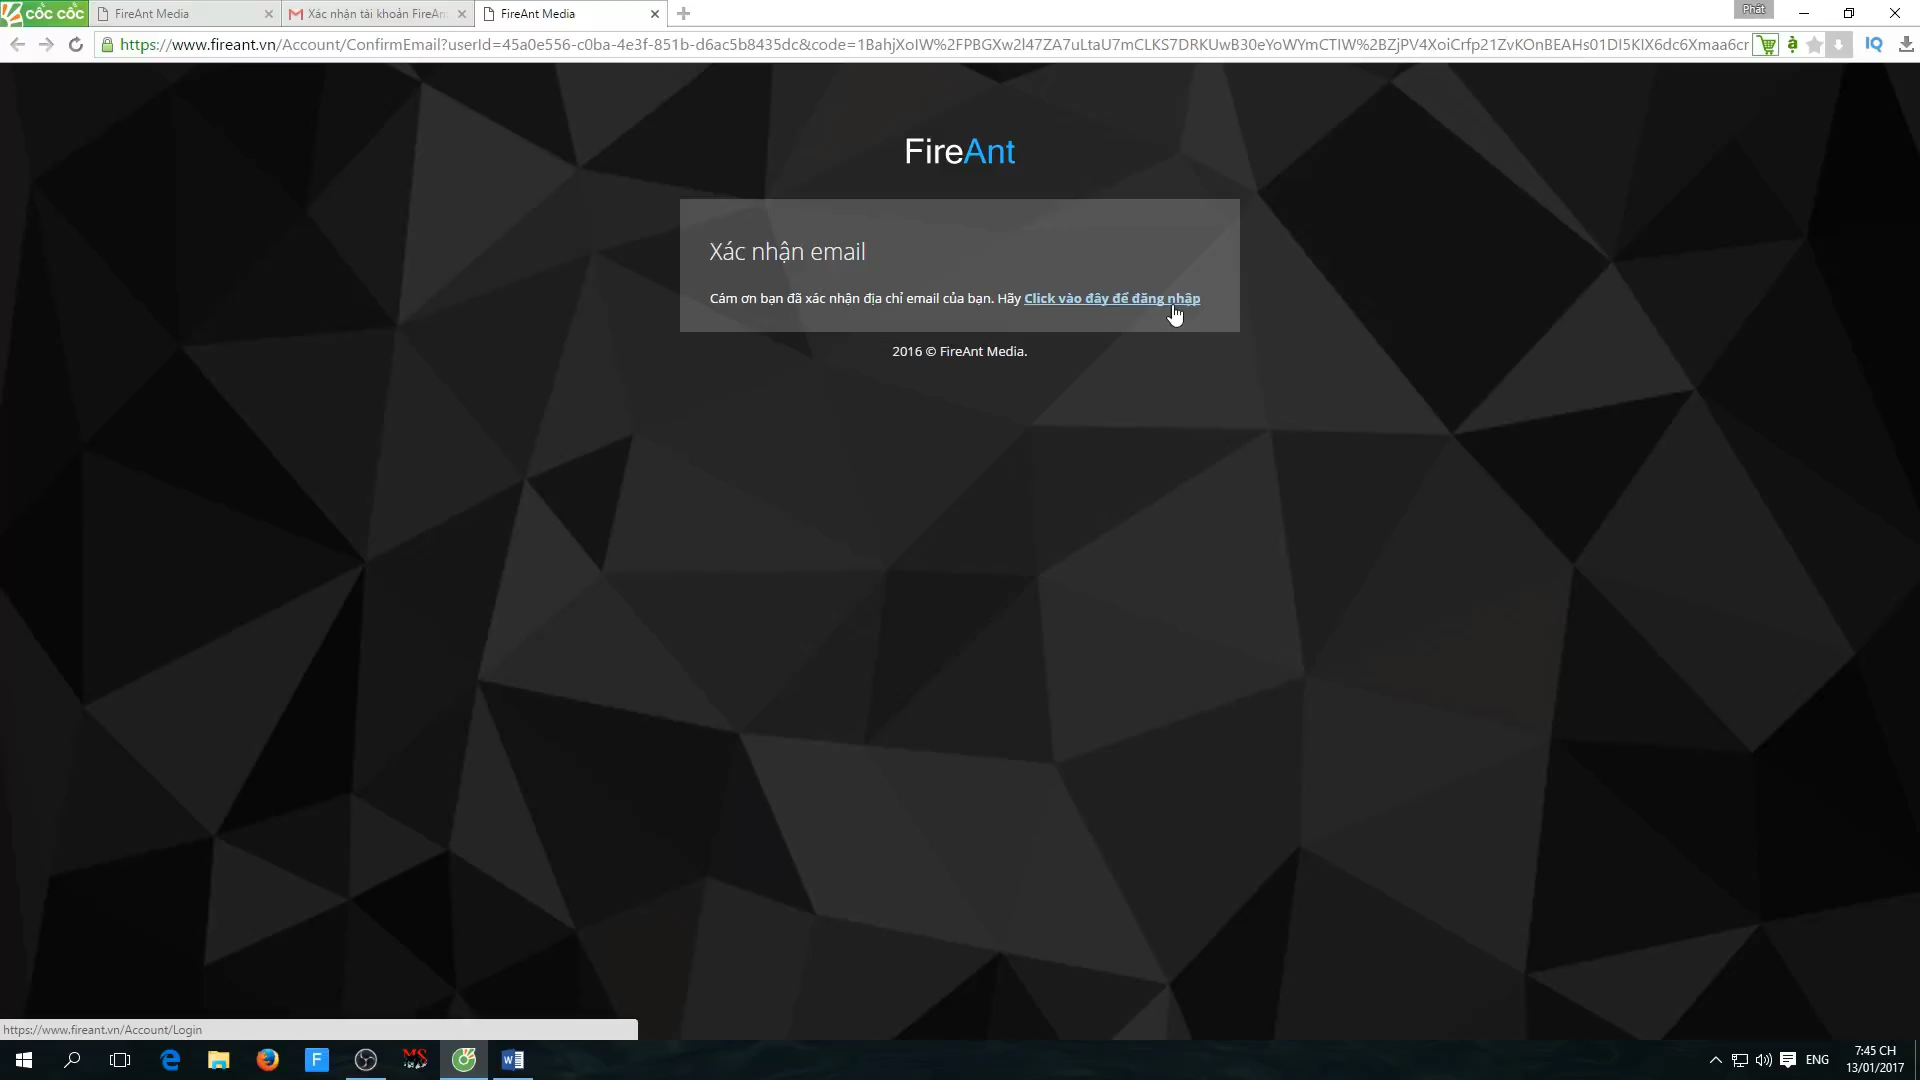 cốc cốc
FireAnt Media
Xác nhận tài khoản FireAn
FireAnt Media
Phát
https://www.fireant.vn/Account/ConfirmEmail?userId=45a0e556-c0ba-4e3f-851b-d6ac5b8435dc&code=1BahjXoIW%2FPBGXw2l47ZA7uLtaU7mCLKS7DRKUwB30eYoWYmCTIW%2BZjPV4XoiCrfp21ZvKOnBEAHs01DI5KIX6dc6Xmaa6cr
IQ
FireAnt
Xác nhận email
Cám ơn bạn đã xác nhận địa chỉ email của bạn. Hãy Click vào đây để đăng nhập
2016 © FireAnt Media.
https://www.fireant.vn/Account/Login
F
MS
W
ENG
7:45 CH
13/01/2017